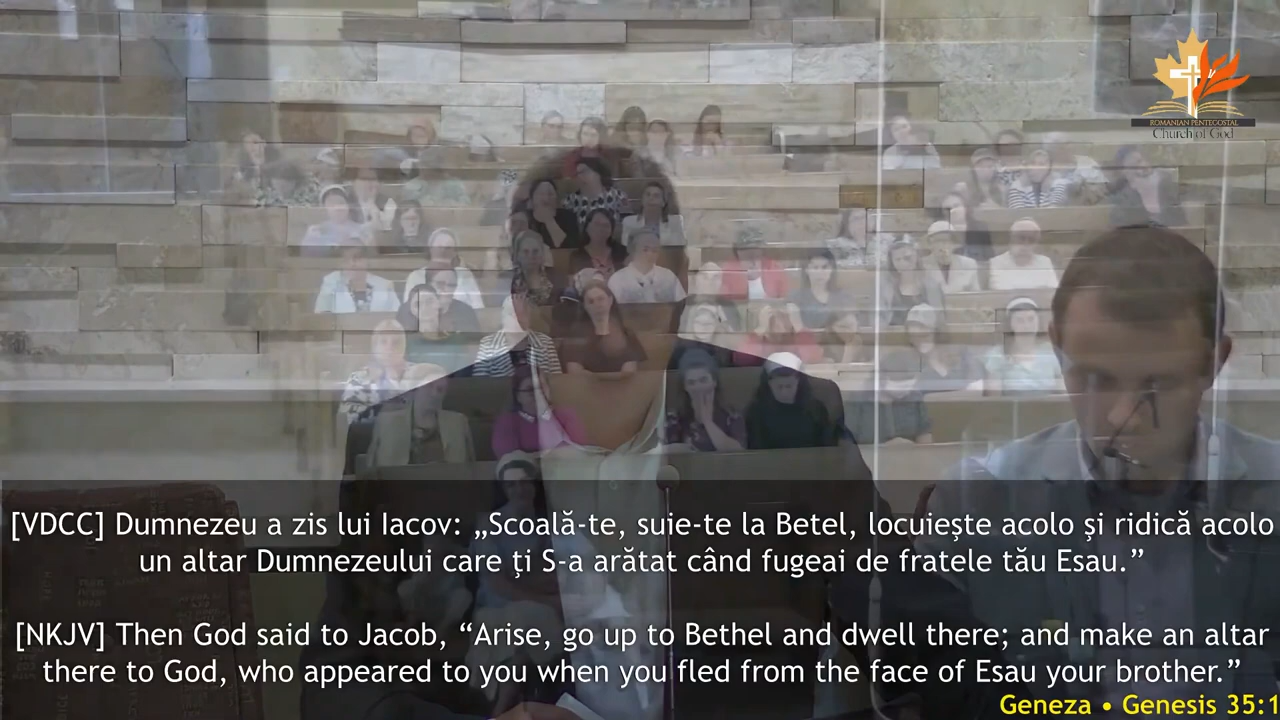 ROMANIAN PENTECOSTAL
Church of God
[VDCC] Dumnezeu a zis lui Iacov: „Scoală-te, suie-te la Betel, locuieşte acolo şi ridică acolo
un altar Dumnezeului care ţi S-a arătat când fugeai de fratele tău Esau.”
[NKJV] Then God said to Jacob, “Arise, go up to Bethel and dwell there; and make an altar
there to God, who appeared to you when you fled from the face of Esau your brother.”
Geneza • Genesis 35:1